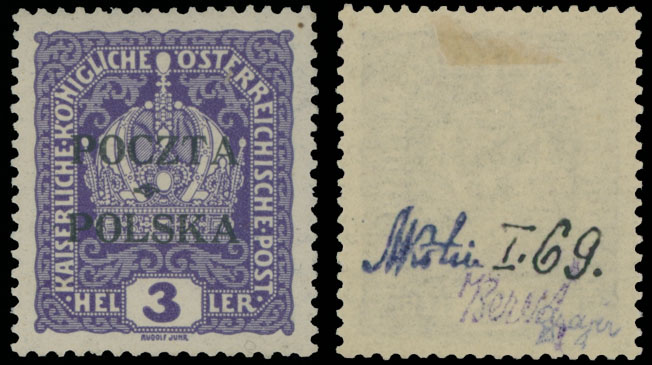 KAISERLICHE·KÖNIGLICHE ÖSTERREICHISCHE·POST
POCZTA
POLSKA
HEL 3 LER
RUDOLF JUNK.
I.69.